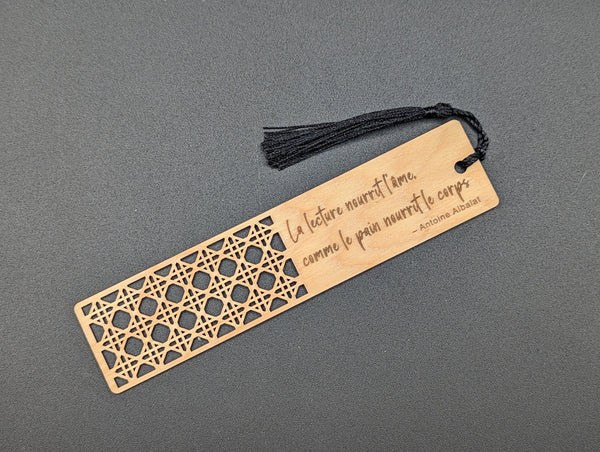 La lecture nourrit l'âme,
comme le pain nourrit le corps
- Antoine Albalat